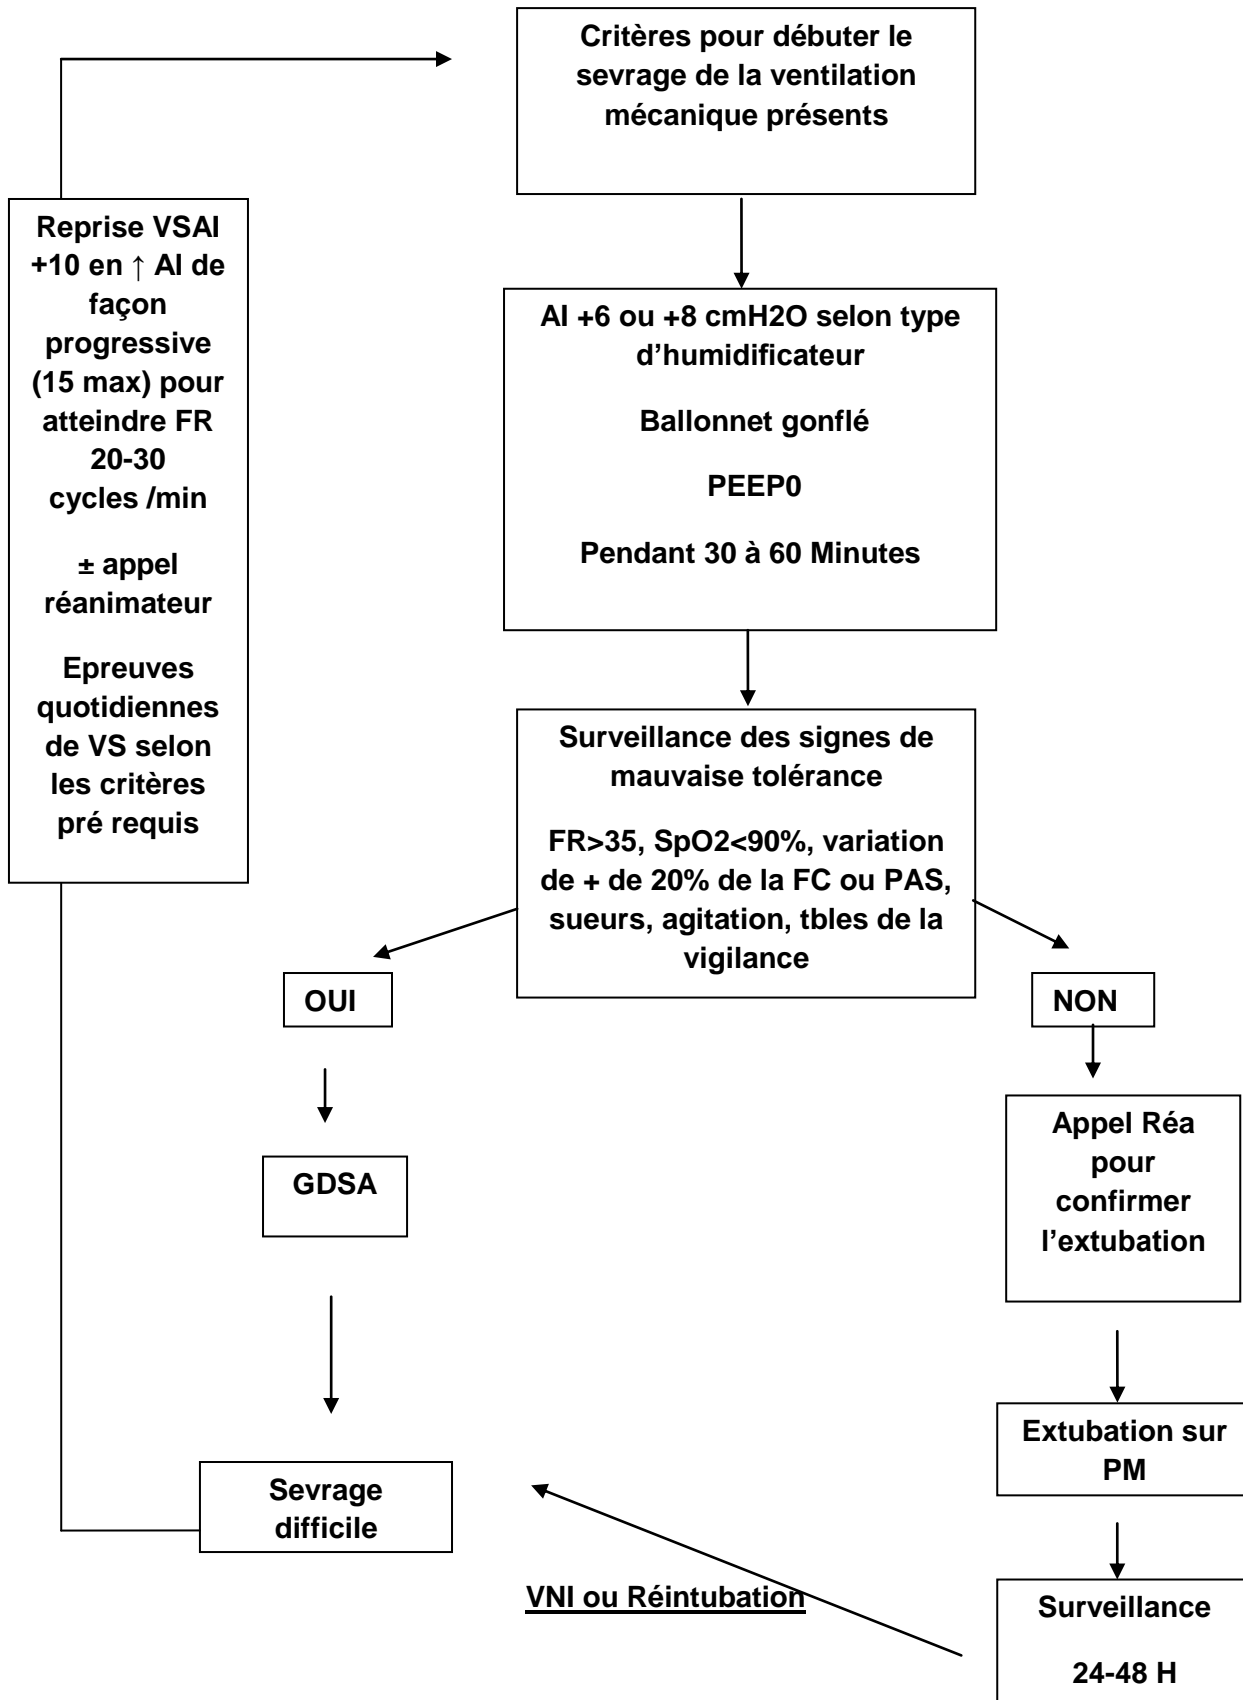 Critères pour débuter le
sevrage de la ventilation
mécanique présents
Reprise VSAI
+10 en ↑ AI de
façon
progressive
(15 max) pour
atteindre FR
20-30
cycles /min
± appel
réanimateur
Epreuves
quotidiennes
de VS selon
les critères
pré requis
AI +6 ou +8 cmH2O selon type
d’humidificateur
Ballonnet gonflé
PEEP0
Pendant 30 à 60 Minutes
Surveillance des signes de
mauvaise tolérance
FR>35, SpO2<90%, variation
de + de 20% de la FC ou PAS,
sueurs, agitation, tbles de la
vigilance
OUI
NON
GDSA
Appel Réa
pour
confirmer
l’extubation
Extubation sur
PM
Sevrage
difficile
VNI ou Réintubation
Surveillance
24-48 H